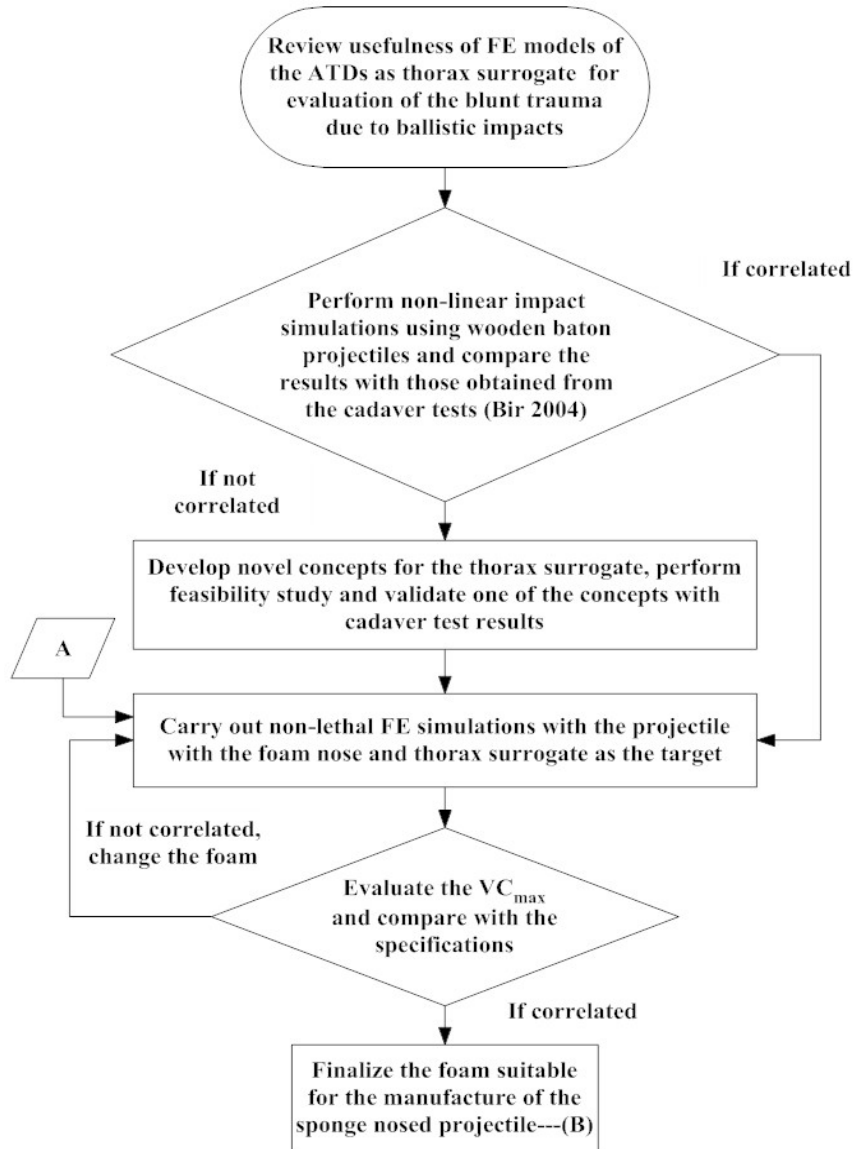 Review usefulness of FE models of
the ATDs as thorax surrogate for
evaluation of the blunt trauma
due to ballistic impacts
If correlated
Perform non-linear impact
simulations using wooden baton
projectiles and compare the
results with those obtained from
the cadaver tests (Bir 2004)
If not
correlated
Develop novel concepts for the thorax surrogate, perform
feasibility study and validate one of the concepts with
cadaver test results
A
Carry out non-lethal FE simulations with the projectile
with the foam nose and thorax surrogate as the target
If not correlated,
change the foam
Evaluate the VCmax
and compare with the
specifications
If correlated
Finalize the foam suitable
for the manufacture of the
sponge nosed projectile---(B)